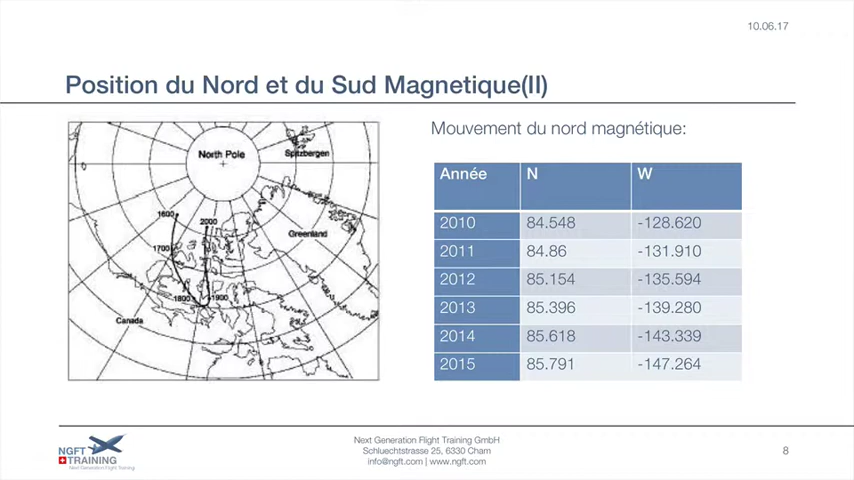 10.06.17
Position du Nord et du Sud Magnetique(II)
Mouvement du nord magnétique:
North Pole
Spitzbergen
1600
2000
Greenland
1700
1800
1900
Canada
Année N W
2010 84.548 -128.620
2011 84.86 -131.910
2012 85.154 -135.594
2013 85.396 -139.280
2014 85.618 -143.339
2015 85.791 -147.264
NGFT
TRAINING
Next Generation Flight Training
Next Generation Flight Training GmbH
Schluechtstrasse 25, 6330 Cham
info@ngft.com | www.ngft.com
8